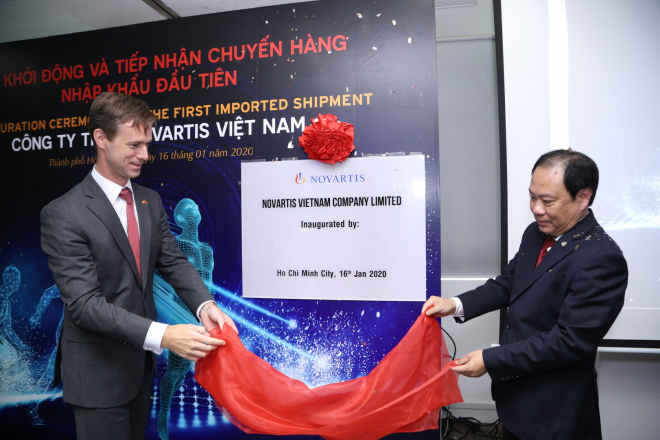 KHỞI ĐỘNG VÀ TIẾP NHẬN CHUYẾN HÀNG
NHẬP KHẨU ĐẦU TIÊN
URATION THE FIRST IMPORTED SHIPMENT
CÔNG TY VARTIS VIỆT NAM
Thành phố 16 tháng 01 năm 2020
NOVARTIS
NOVARTIS VIETNAM COMPANY LIMITED
Inaugurated by:
Ho Chi Minh City, 16th Jan 2020